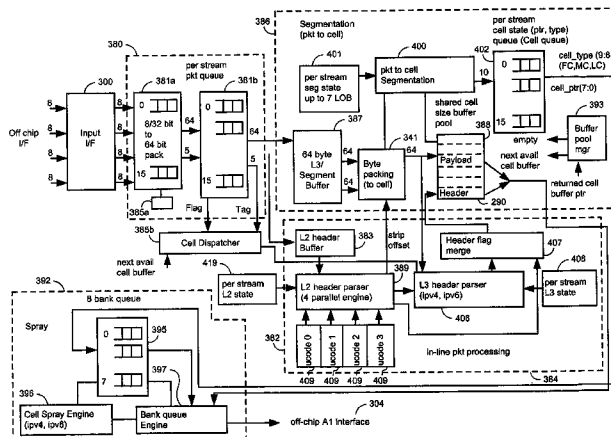 386
Segmentation
(pkt to cell)
per stream
cell state (ptr, type)
queue (Cell queue)
401
400
402
cell_type (9:6)
(FC,MC,LC)
380
per stream
pkt queue
300
381a
381b
per stream
seg state
up to 7 LOB
pkt to cell
Segmentation
10
0
15
cell_ptr(7:0)
8
8
8
8
Off chip
I/F
Input
I/F
8
8
8
8
0
8/32 bit
to
64 bit
pack
15
64
5
0
15
64
5
387
64 byte
L3/
Segment
Buffer
64
64
341
Byte
packing
(to cell)
64
shared cell
size buffer
pool
388
Payload
Header
290
empty
next avail
cell buffer
Buffer
pool
mgr
393
returned cell
buffer ptr
385a
Flag
Tag
385b
Cell Dispatcher
next avail
cell buffer
L2 header
Buffer
383
strip
offset
Header flag
merge
407
419
per stream
L2 state
L2 header parser
(4 parallel engine)
389
L3 header parser
(ipv4, ipv6)
406
408
per stream
L3 state
392
8 bank queue
Spray
0
395
7
397
396
Cell Spray Engine
(ipv4, ipv6)
Bank queue
Engine
304
off-chip A1 Interface
382
ucode 0
ucode 1
ucode 2
ucode 3
409
409
409
409
In-line pkt processing
384